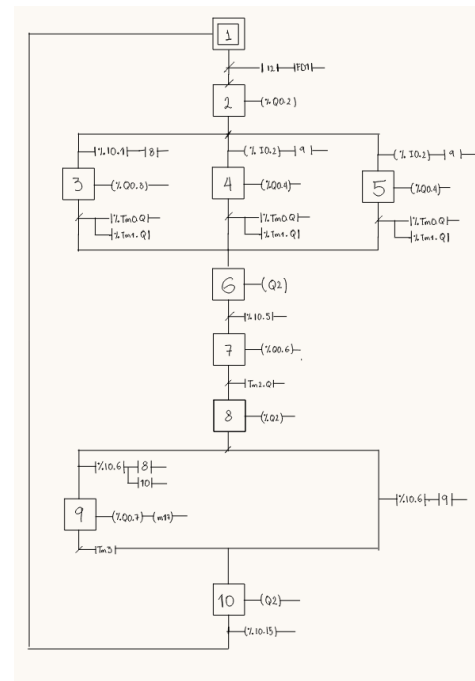 1
12 FD1
2 (%Q0.2)
%I0.1 8 (%I0.2) 9 (%I0.2) 9
3 (%Q0.3) 4 (%Q0.4) 5 (%Q0.4)
%Tm0.Q %Tm0.Q %Tm0.Q
%Tm1.Q %Tm1.Q %Tm1.Q
6 (Q2)
%I0.5
7 (%Q0.6)
Tm2.Q
8 (%Q2)
%I0.6 8
10
%I0.6 9
9 (%Q0.7)
Tm3
10 (Q2)
(%I0.15)